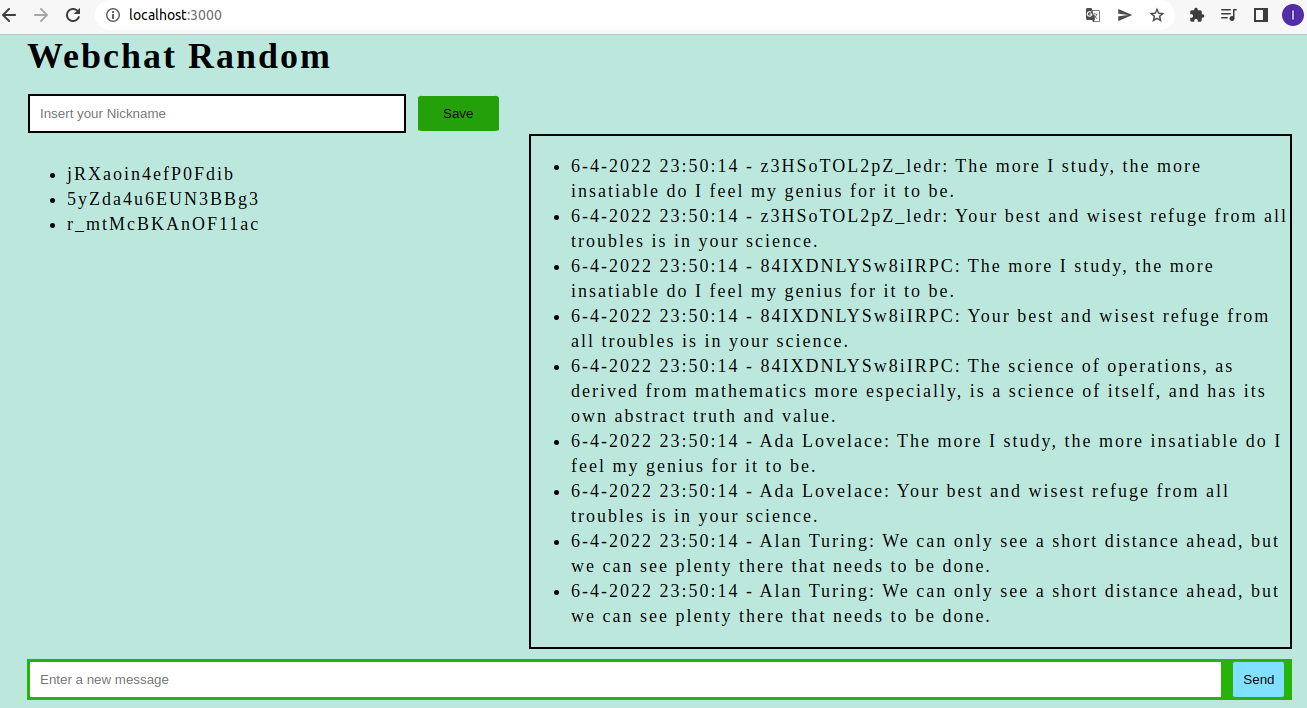 localhost:3000
I
Webchat Random
Insert your Nickname
Save
jRXaoin4efP0Fdib
5yZda4u6EUN3BBg3
r_mtMcBKAnOF11ac
6-4-2022 23:50:14 - z3HSoTOL2pZ_ledr: The more I study, the more
insatiable do I feel my genius for it to be.
6-4-2022 23:50:14 - z3HSoTOL2pZ_ledr: Your best and wisest refuge from all
troubles is in your science.
6-4-2022 23:50:14 - 84IXDNLYSw8iIRPC: The more I study, the more
insatiable do I feel my genius for it to be.
6-4-2022 23:50:14 - 84IXDNLYSw8iIRPC: Your best and wisest refuge from
all troubles is in your science.
6-4-2022 23:50:14 - 84IXDNLYSw8iIRPC: The science of operations, as
derived from mathematics more especially, is a science of itself, and has its
own abstract truth and value.
6-4-2022 23:50:14 - Ada Lovelace: The more I study, the more insatiable do I
feel my genius for it to be.
6-4-2022 23:50:14 - Ada Lovelace: Your best and wisest refuge from all
troubles is in your science.
6-4-2022 23:50:14 - Alan Turing: We can only see a short distance ahead, but
we can see plenty there that needs to be done.
6-4-2022 23:50:14 - Alan Turing: We can only see a short distance ahead, but
we can see plenty there that needs to be done.
Enter a new message
Send